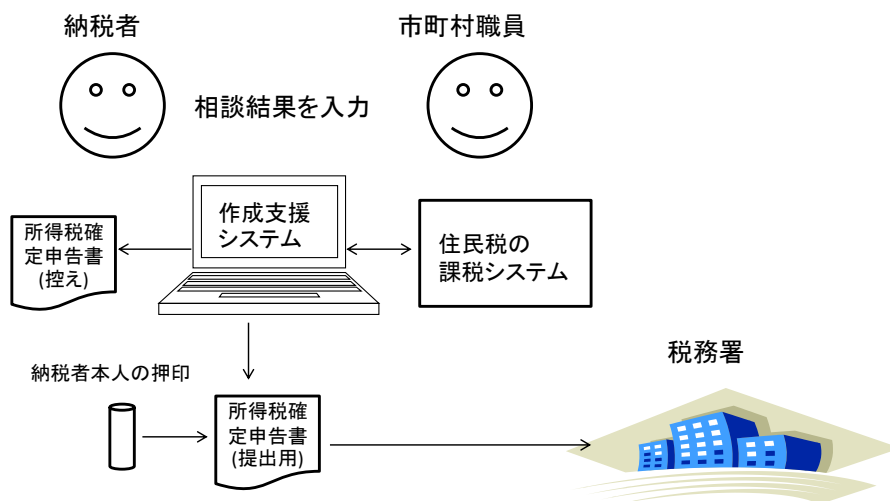 納税者
市町村職員
相談結果を入力
作成支援
システム
所得税確
定申告書
(控え)
住民税の
課税システム
税務署
納税者本人の押印
所得税確
定申告書
(提出用)